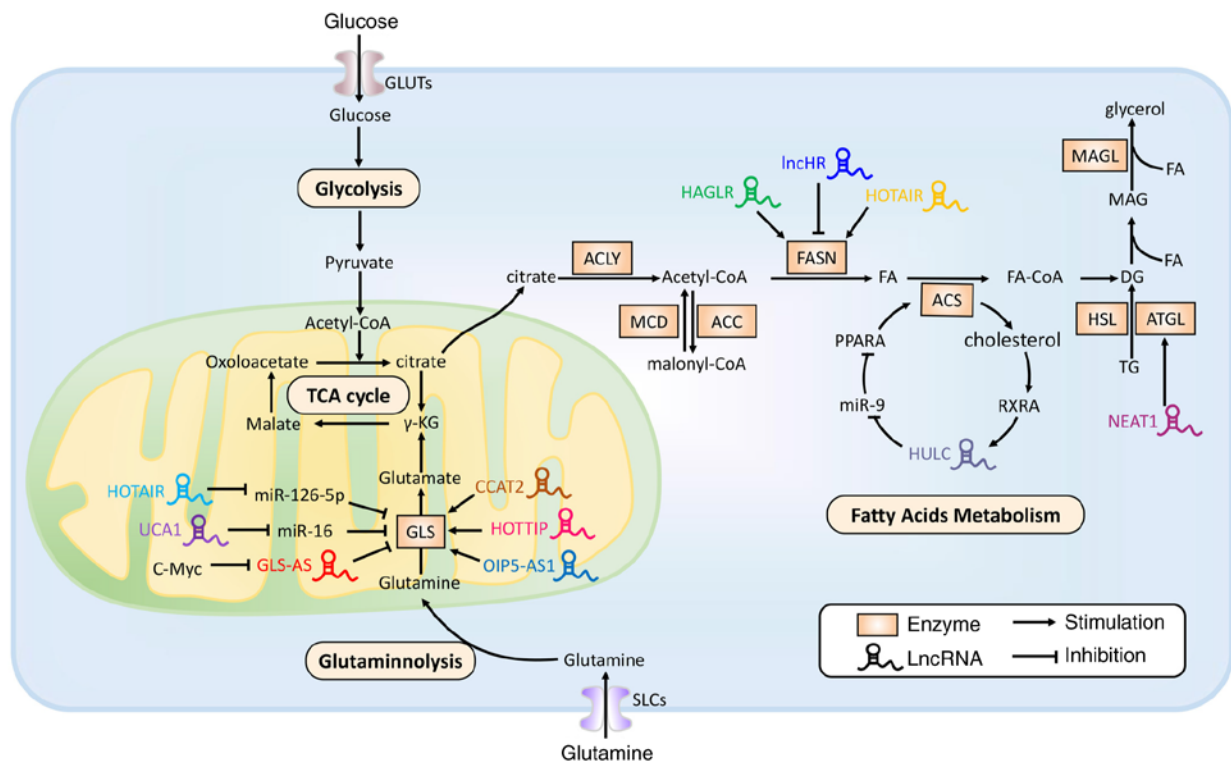 Glucose
GLUTs
Glucose
Glycolysis
Pyruvate
Acetyl-CoA
Oxoloacetate
citrate
TCA cycle
Malate
γ-KG
Glutamate
HOTAIR
miR-126-5p
CCAT2
UCA1
miR-16
GLS
HOTTIP
C-Myc
GLS-AS
OIP5-AS1
Glutamine
Glutaminnolysis
Glutamine
SLCs
Glutamine
citrate
ACLY
Acetyl-CoA
MCD
ACC
malonyl-CoA
HAGLR
lncHR
HOTAIR
FASN
FA
ACS
FA-CoA
DG
PPARA
cholesterol
miR-9
RXRA
HULC
glycerol
MAGL
FA
MAG
FA
HSL
ATGL
TG
NEAT1
Fatty Acids Metabolism
Enzyme
Stimulation
LncRNA
Inhibition